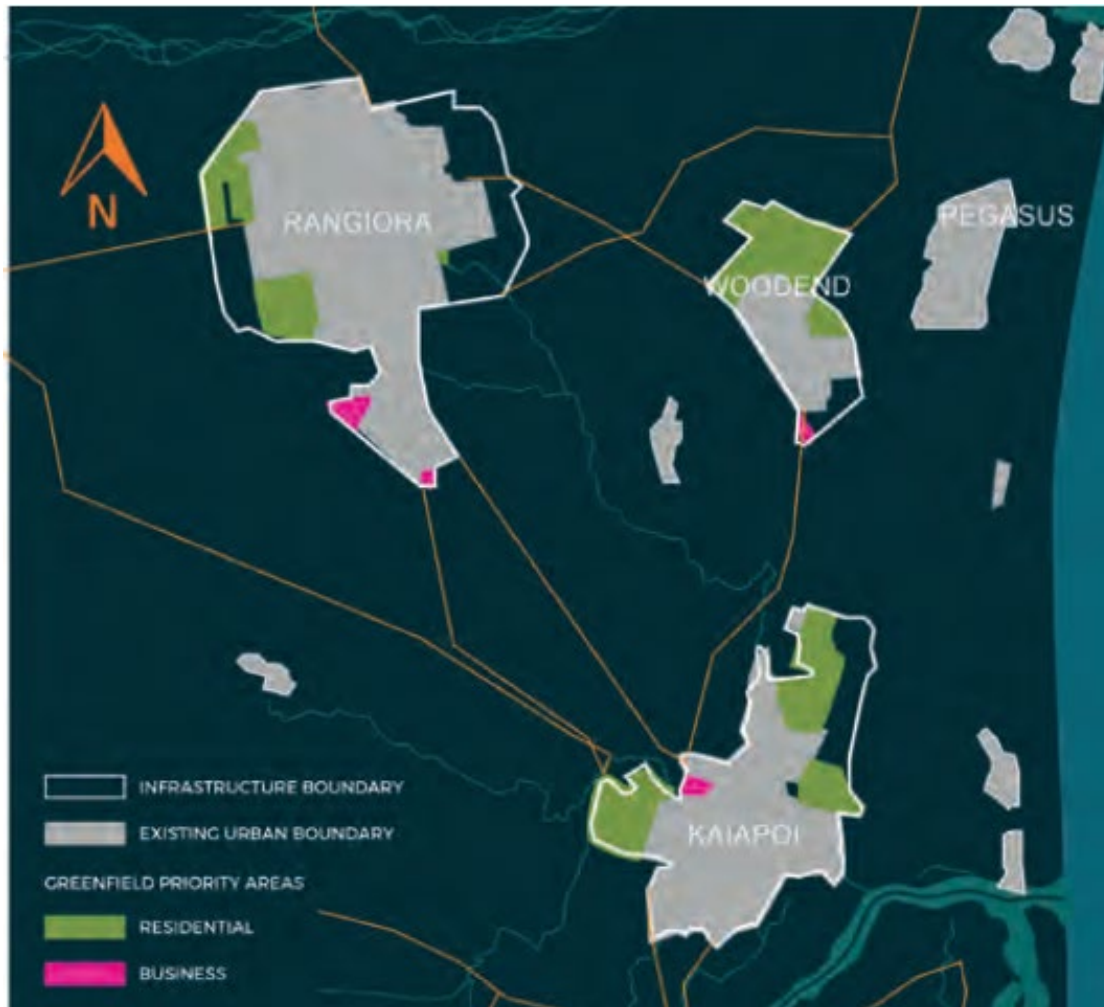 N
RANGIORA
PEGASUS
WOODEND
KAIAPOI
INFRASTRUCTURE BOUNDARY
EXISTING URBAN BOUNDARY
GREENFIELD PRIORITY AREAS
RESIDENTIAL
BUSINESS